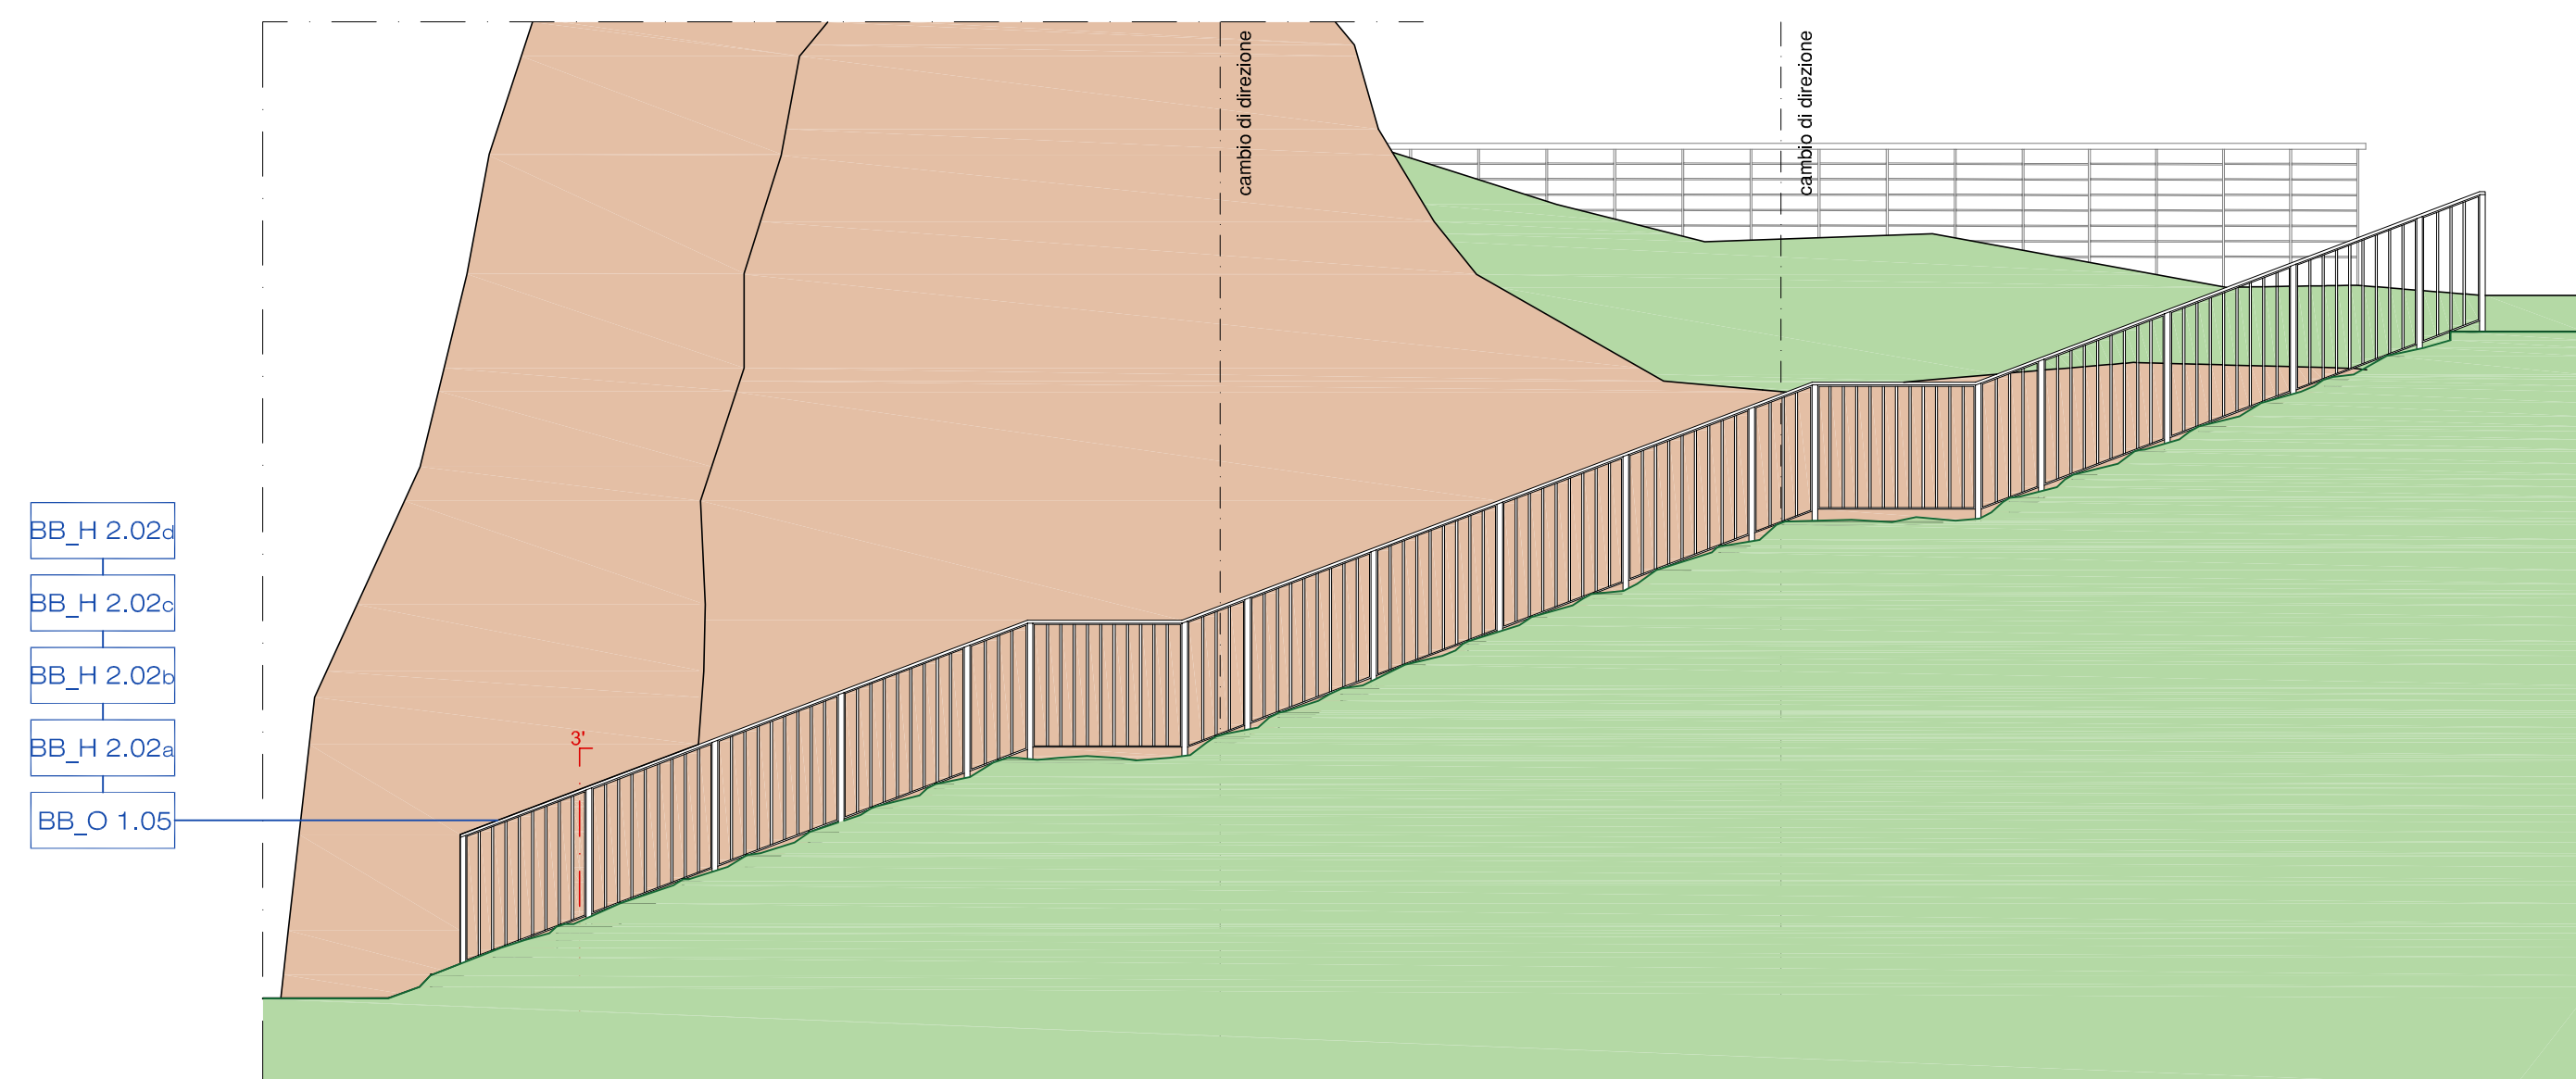 cambio di direzione
cambio di direzione
BB_H 2.02d
BB_H 2.02c
BB_H 2.02b
BB_H 2.02a
3'
BB_O 1.05